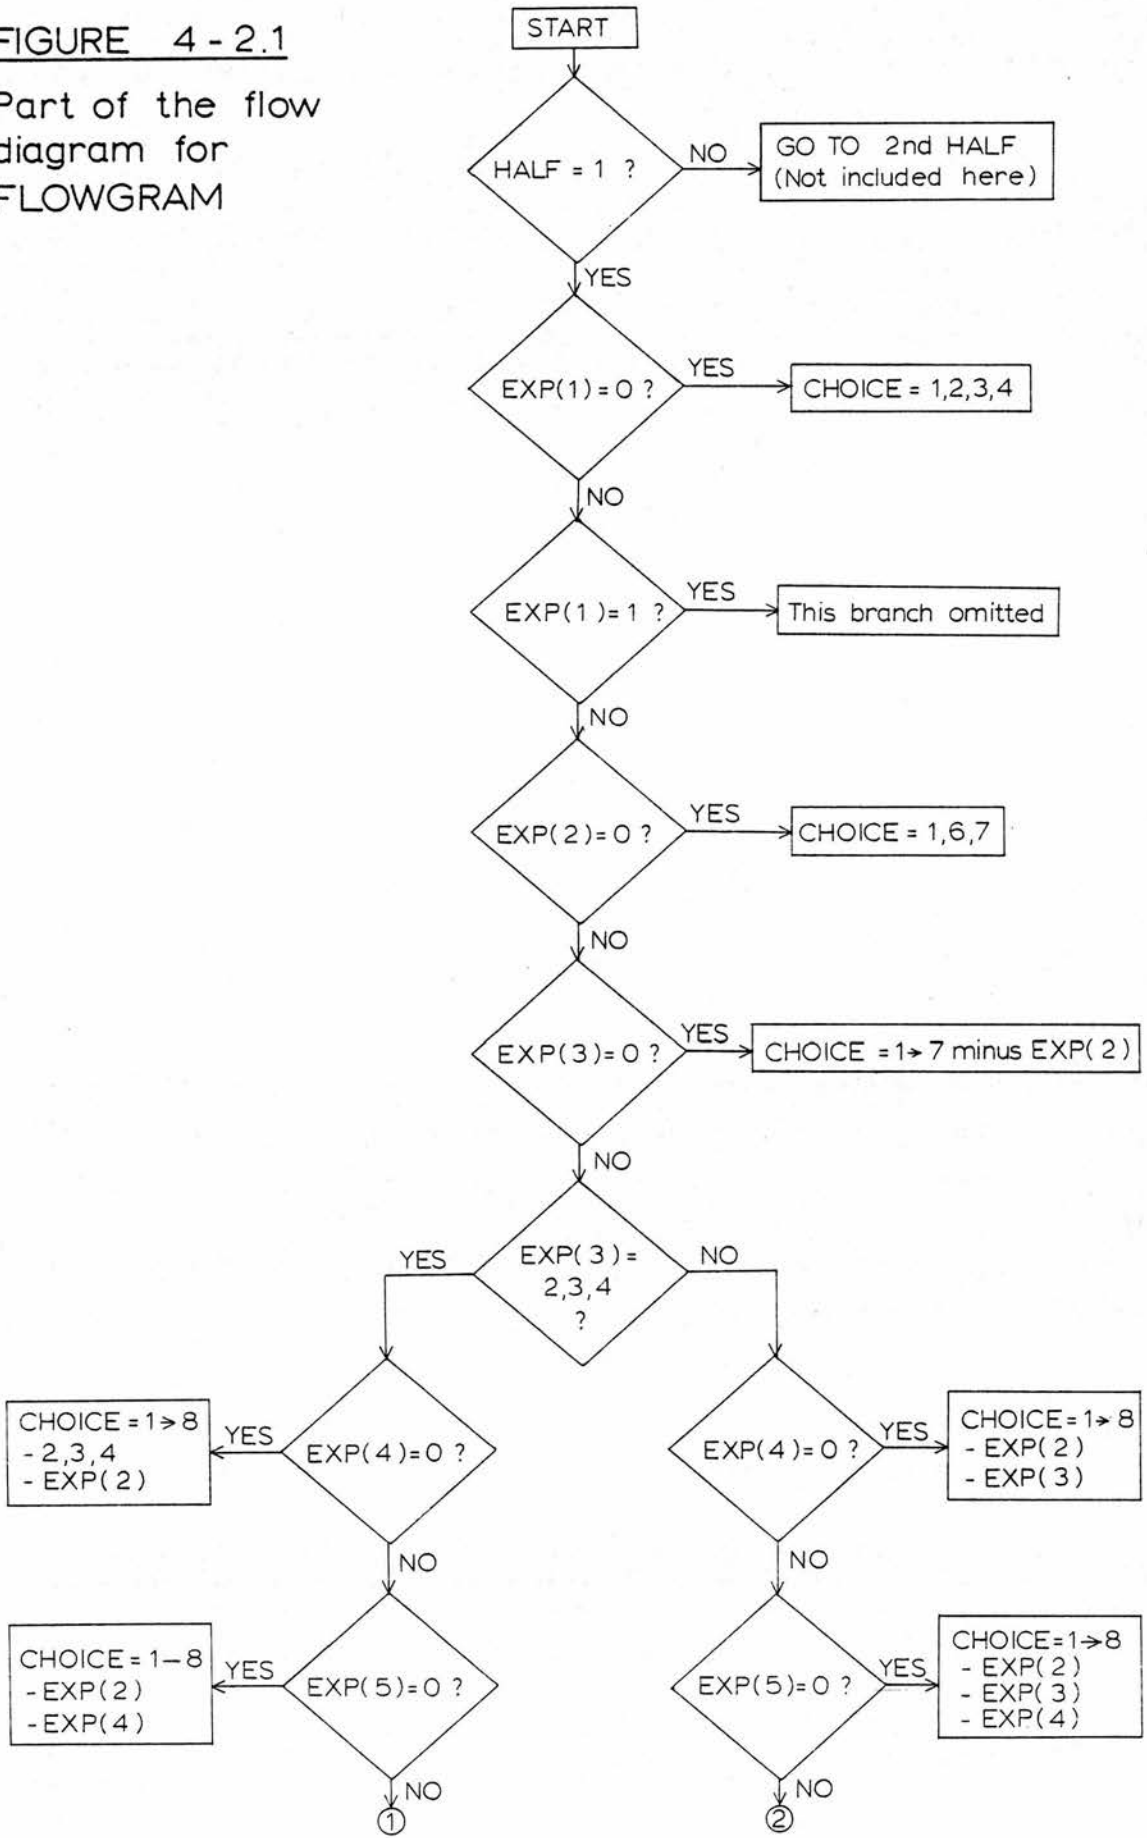 FIGURE 4-2.1
Part of the flow
diagram for
FLOWGRAM
START
HALF = 1 ?
NO
GO TO 2nd HALF
(Not included here)
YES
EXP(1)=0 ?
YES
CHOICE = 1,2,3,4
NO
EXP(1)=1 ?
YES
This branch omitted
NO
EXP(2)=0 ?
YES
CHOICE = 1,6,7
NO
EXP(3)=0 ?
YES
CHOICE = 1→7 minus EXP(2)
NO
EXP(3)=
2,3,4
?
YES
NO
EXP(4)=0 ?
YES
CHOICE = 1→8
- 2,3,4
- EXP(2)
NO
EXP(5)=0 ?
YES
CHOICE = 1–8
- EXP(2)
- EXP(4)
NO
①
EXP(4)=0 ?
YES
CHOICE=1→8
- EXP(2)
- EXP(3)
NO
EXP(5)=0 ?
YES
CHOICE=1→8
- EXP(2)
- EXP(3)
- EXP(4)
NO
②